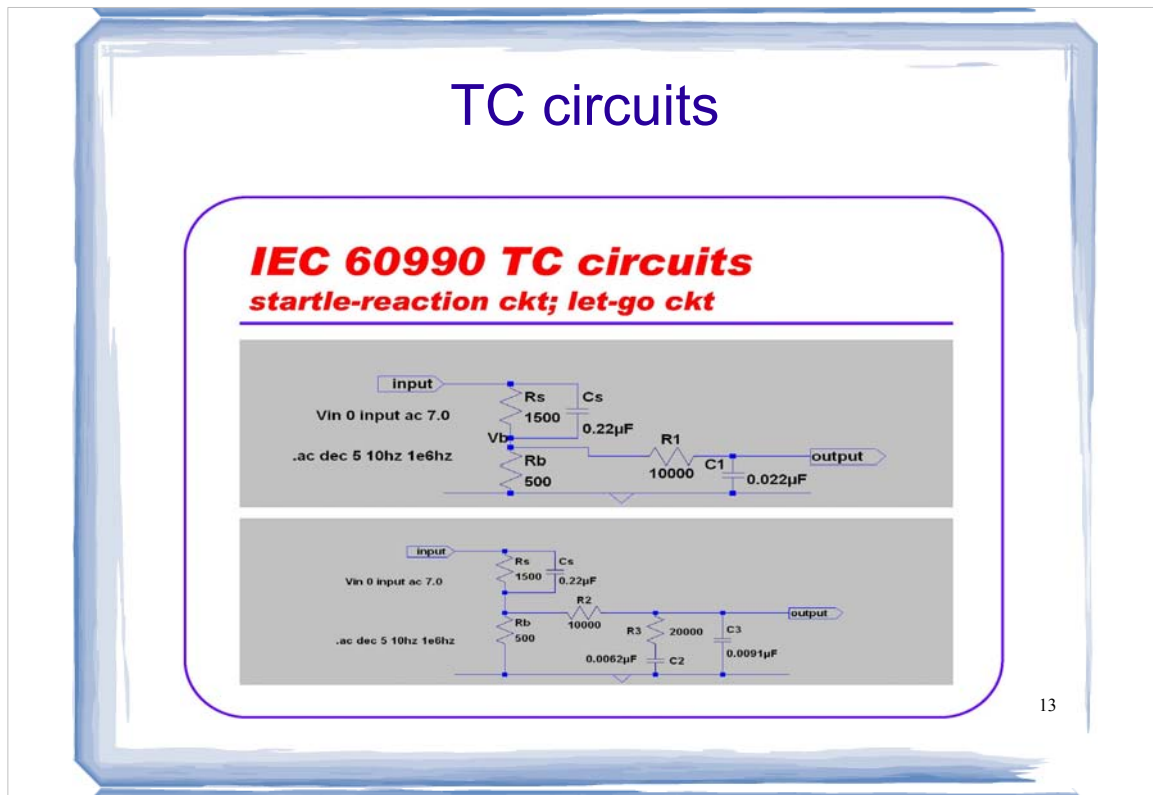 TC circuits
IEC 60990 TC circuits
startle-reaction ckt; let-go ckt
input
Rs
1500
Cs
0.22µF
Vin 0 input ac 7.0
Vb
.ac dec 5 10hz 1e6hz
Rb
500
R1
10000
C1
0.022µF
output
input
Rs
1500
Cs
0.22µF
Vin 0 input ac 7.0
R2
10000
Rb
500
.ac dec 5 10hz 1e6hz
R3
20000
0.0062µF
C2
C3
0.0091µF
output
13